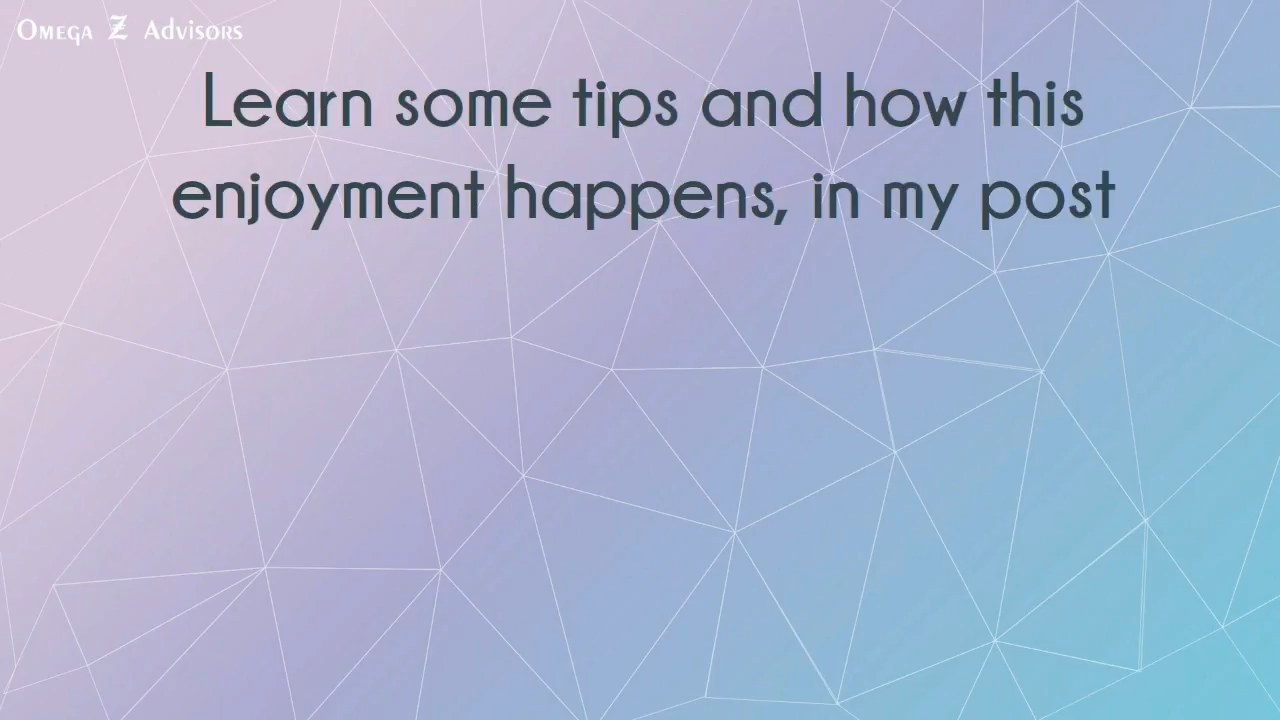 Omega Z Advisors
Learn some tips and how this
enjoyment happens, in my post